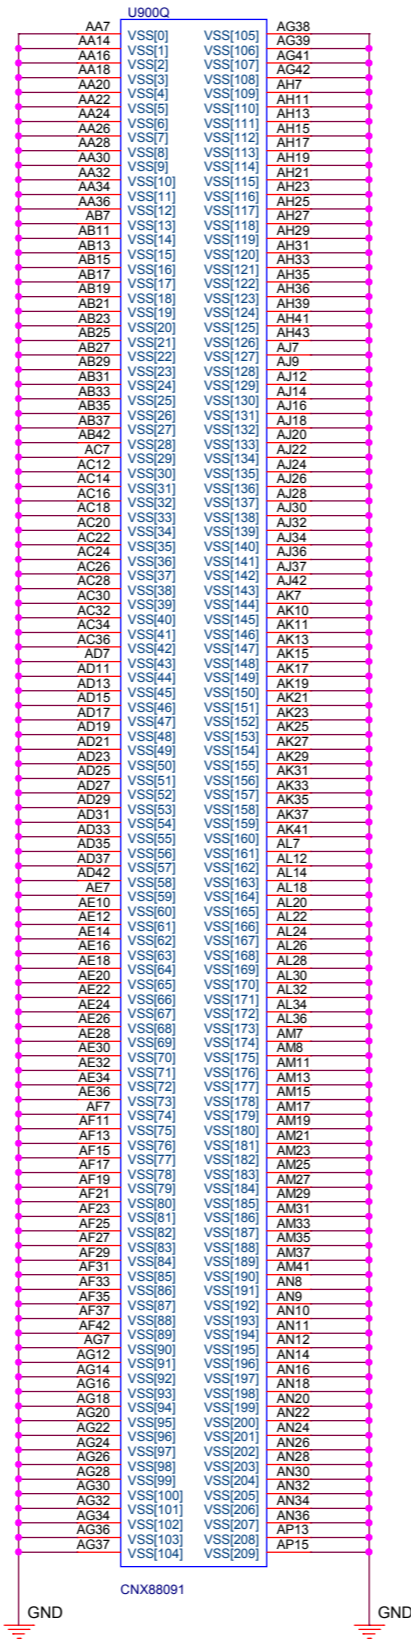 U900Q
AA7 VSS[0] VSS[105] AG38
AA14 VSS[1] VSS[106] AG39
AA16 VSS[2] VSS[107] AG41
AA18 VSS[3] VSS[108] AG42
AA20 VSS[4] VSS[109] AH7
AA22 VSS[5] VSS[110] AH11
AA24 VSS[6] VSS[111] AH13
AA26 VSS[7] VSS[112] AH15
AA28 VSS[8] VSS[113] AH17
AA30 VSS[9] VSS[114] AH19
AA32 VSS[10] VSS[115] AH21
AA34 VSS[11] VSS[116] AH23
AA36 VSS[12] VSS[117] AH25
AB7 VSS[13] VSS[118] AH27
AB11 VSS[14] VSS[119] AH29
AB13 VSS[15] VSS[120] AH31
AB15 VSS[16] VSS[121] AH33
AB17 VSS[17] VSS[122] AH35
AB19 VSS[18] VSS[123] AH36
AB21 VSS[19] VSS[124] AH39
AB23 VSS[20] VSS[125] AH41
AB25 VSS[21] VSS[126] AH43
AB27 VSS[22] VSS[127] AJ7
AB29 VSS[23] VSS[128] AJ9
AB31 VSS[24] VSS[129] AJ12
AB33 VSS[25] VSS[130] AJ14
AB35 VSS[26] VSS[131] AJ16
AB37 VSS[27] VSS[132] AJ18
AB42 VSS[28] VSS[133] AJ20
AC7 VSS[29] VSS[134] AJ22
AC12 VSS[30] VSS[135] AJ24
AC14 VSS[31] VSS[136] AJ26
AC16 VSS[32] VSS[137] AJ28
AC18 VSS[33] VSS[138] AJ30
AC20 VSS[34] VSS[139] AJ32
AC22 VSS[35] VSS[140] AJ34
AC24 VSS[36] VSS[141] AJ36
AC26 VSS[37] VSS[142] AJ37
AC28 VSS[38] VSS[143] AJ42
AC30 VSS[39] VSS[144] AK7
AC32 VSS[40] VSS[145] AK10
AC34 VSS[41] VSS[146] AK11
AC36 VSS[42] VSS[147] AK13
AD7 VSS[43] VSS[148] AK15
AD11 VSS[44] VSS[149] AK17
AD13 VSS[45] VSS[150] AK19
AD15 VSS[46] VSS[151] AK21
AD17 VSS[47] VSS[152] AK23
AD19 VSS[48] VSS[153] AK25
AD21 VSS[49] VSS[154] AK27
AD23 VSS[50] VSS[155] AK29
AD25 VSS[51] VSS[156] AK31
AD27 VSS[52] VSS[157] AK33
AD29 VSS[53] VSS[158] AK35
AD31 VSS[54] VSS[159] AK37
AD33 VSS[55] VSS[160] AK41
AD35 VSS[56] VSS[161] AL7
AD37 VSS[57] VSS[162] AL12
AD42 VSS[58] VSS[163] AL14
AE7 VSS[59] VSS[164] AL18
AE10 VSS[60] VSS[165] AL20
AE12 VSS[61] VSS[166] AL22
AE14 VSS[62] VSS[167] AL24
AE16 VSS[63] VSS[168] AL26
AE18 VSS[64] VSS[169] AL28
AE20 VSS[65] VSS[170] AL30
AE22 VSS[66] VSS[171] AL32
AE24 VSS[67] VSS[172] AL34
AE26 VSS[68] VSS[173] AL36
AE28 VSS[69] VSS[174] AM7
AE30 VSS[70] VSS[175] AM8
AE32 VSS[71] VSS[176] AM11
AE34 VSS[72] VSS[177] AM13
AE36 VSS[73] VSS[178] AM15
AF7 VSS[74] VSS[179] AM17
AF11 VSS[75] VSS[180] AM19
AF13 VSS[76] VSS[181] AM21
AF15 VSS[77] VSS[182] AM23
AF17 VSS[78] VSS[183] AM25
AF19 VSS[79] VSS[184] AM27
AF21 VSS[80] VSS[185] AM29
AF23 VSS[81] VSS[186] AM31
AF25 VSS[82] VSS[187] AM33
AF27 VSS[83] VSS[188] AM35
AF29 VSS[84] VSS[189] AM37
AF31 VSS[85] VSS[190] AM41
AF33 VSS[86] VSS[191] AN8
AF35 VSS[87] VSS[192] AN9
AF37 VSS[88] VSS[193] AN10
AF42 VSS[89] VSS[194] AN11
AG7 VSS[90] VSS[195] AN12
AG12 VSS[91] VSS[196] AN14
AG14 VSS[92] VSS[197] AN16
AG16 VSS[93] VSS[198] AN18
AG18 VSS[94] VSS[199] AN20
AG20 VSS[95] VSS[200] AN22
AG22 VSS[96] VSS[201] AN24
AG24 VSS[97] VSS[202] AN26
AG26 VSS[98] VSS[203] AN28
AG28 VSS[99] VSS[204] AN30
AG30 VSS[100] VSS[205] AN32
AG32 VSS[101] VSS[206] AN34
AG34 VSS[102] VSS[207] AN36
AG36 VSS[103] VSS[208] AP13
AG37 VSS[104] VSS[209] AP15
CNX88091
GND GND